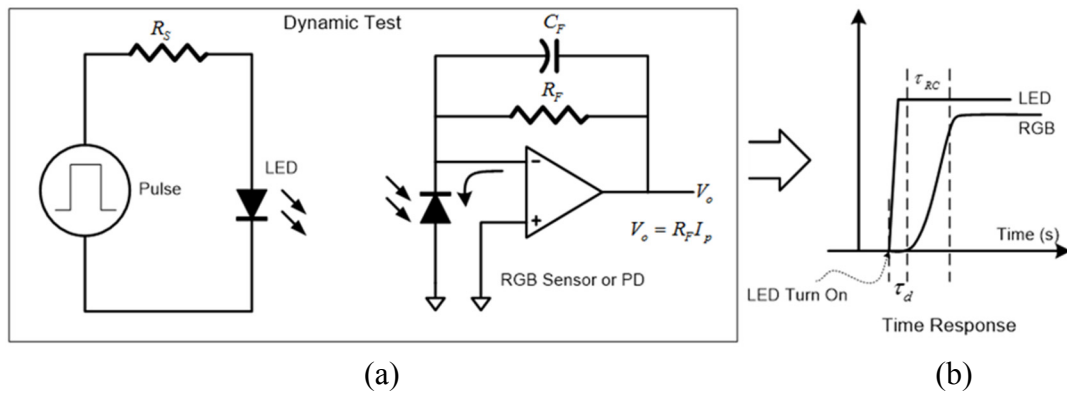 Dynamic Test
R_S
Pulse
LED
C_F
R_F
−
+
V_o
V_o = R_F I_p
RGB Sensor or PD
τ_RC
LED
RGB
Time (s)
LED Turn On
τ_d
Time Response
(a)
(b)